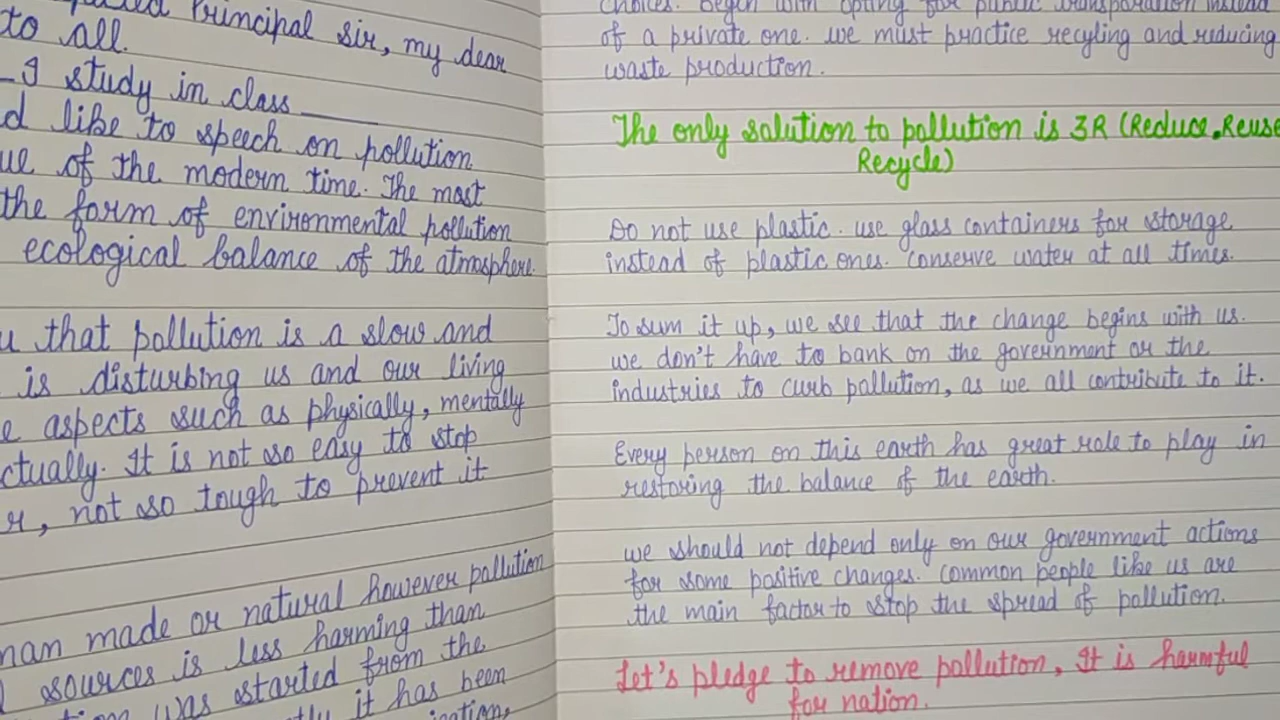 Principal sir, my dear
to all.
I study in class
like to speech on pollution
of the modern time. The most
the form of environmental pollution
ecological balance of the atmosphere.
that pollution is a slow and
is disturbing us and our living
aspects such as physically, mentally
It is not so easy to stop
, not so tough to prevent it
made or natural however pollution
sources is less harming than
was started from the
it has been
choices. Begin with opting for public transporation instead
of a private one. we must practice recyling and reducing
waste production.
The only solution to pollution is 3R (Reduce. Reuse
Recycle)
Do not use plastic. use glass containers for storage
instead of plastic ones. conserve water at all times.
To sum it up, we see that the change begins with us.
we don't have to bank on the government or the
industries to curb pollution, as we all contribute to it.
Every person on this earth has great role to play in
restoring the balance of the earth.
we should not depend only on our government actions
for some positive changes. common people like us are
the main factor to stop the spread of pollution.
Let's pledge to remove pollution, It is harmful
for nation.